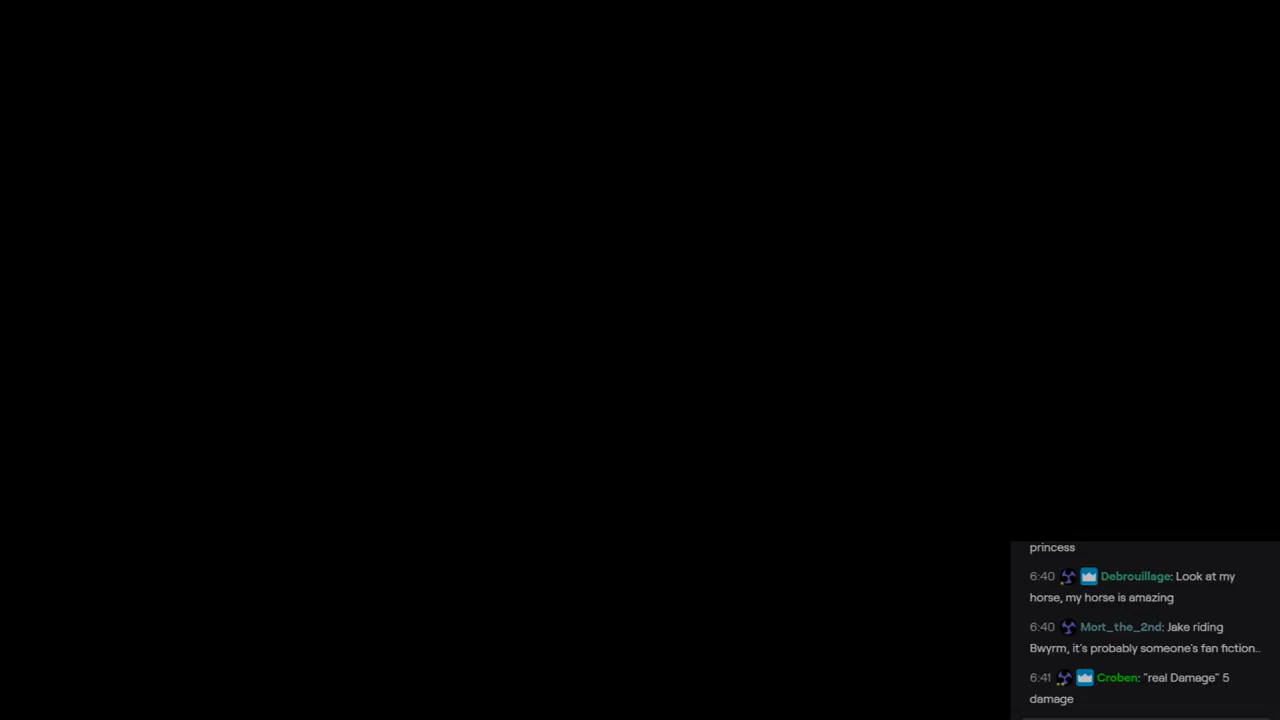 princess
6:40 Debrouillage: Look at my
horse, my horse is amazing
6:40 Mort_the_2nd: Jake riding
Bwyrm, it's probably someone's fan fiction..
6:41 Croben: "real Damage" 5
damage